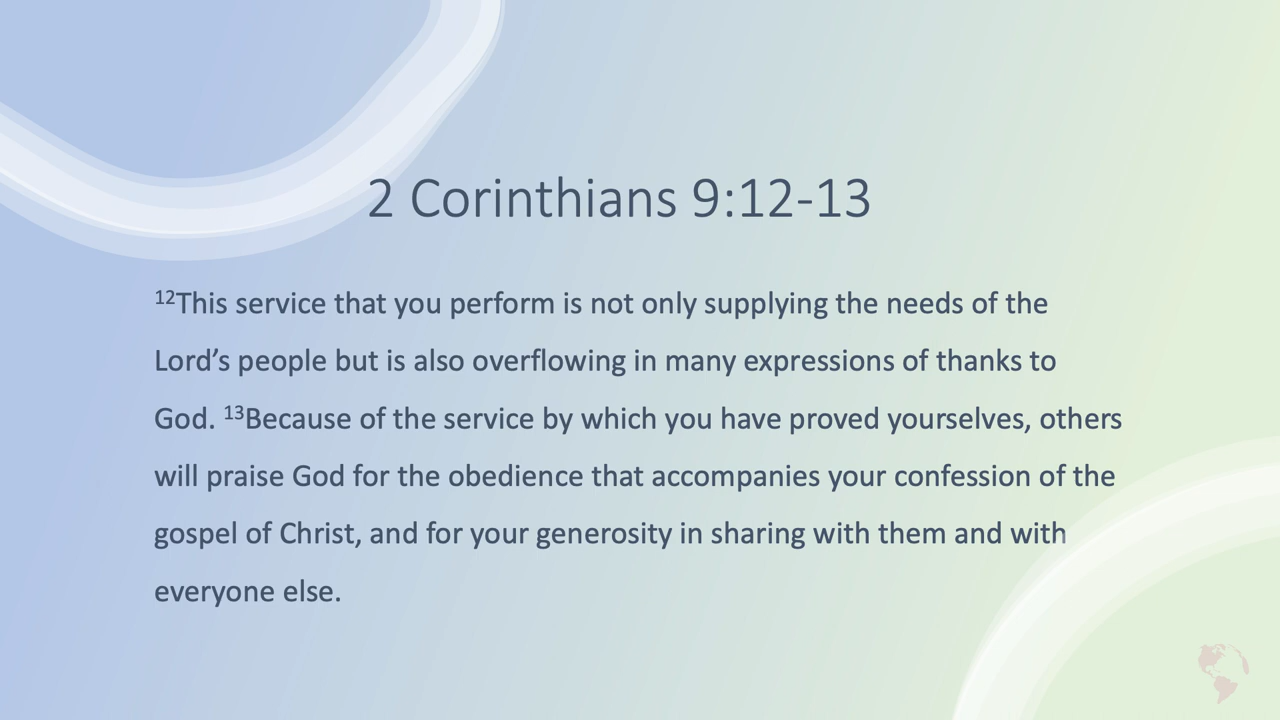 2 Corinthians 9:12-13
¹²This service that you perform is not only supplying the needs of the
Lord’s people but is also overflowing in many expressions of thanks to
God. ¹³Because of the service by which you have proved yourselves, others
will praise God for the obedience that accompanies your confession of the
gospel of Christ, and for your generosity in sharing with them and with
everyone else.